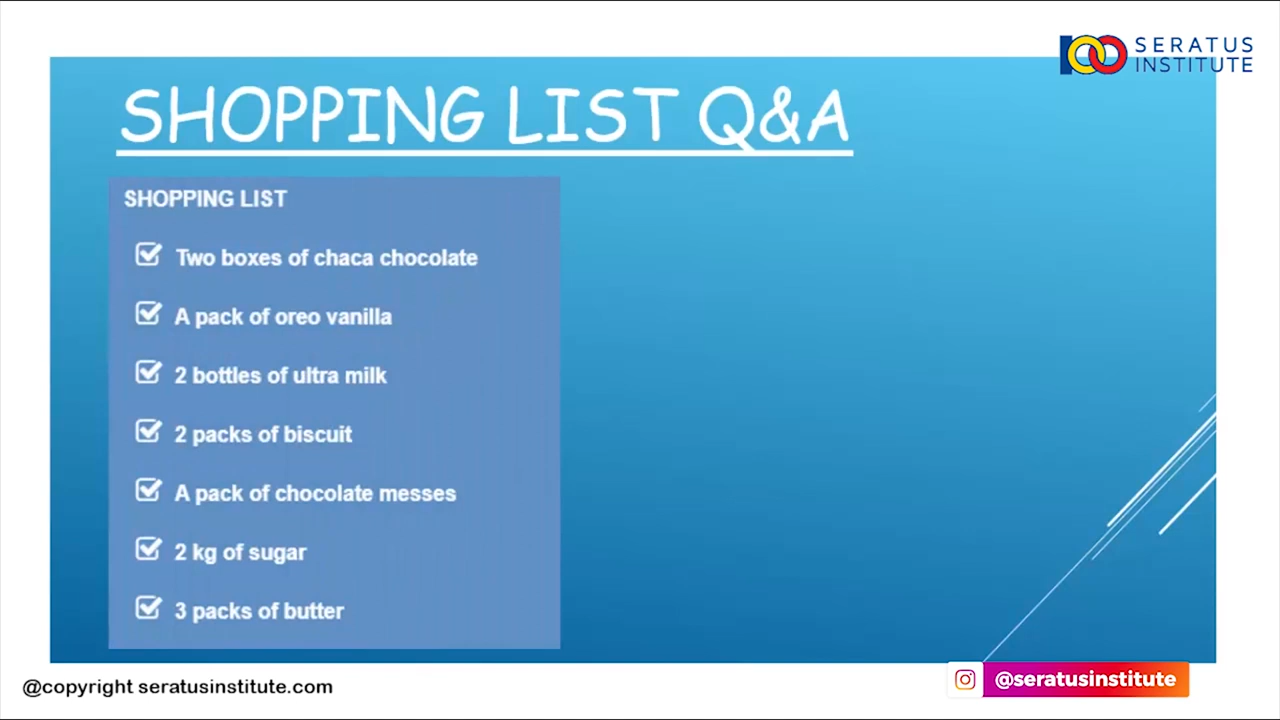 SERATUS
INSTITUTE
SHOPPING LIST Q&A
SHOPPING LIST
Two boxes of chaca chocolate
A pack of oreo vanilla
2 bottles of ultra milk
2 packs of biscuit
A pack of chocolate messes
2 kg of sugar
3 packs of butter
@copyright seratusinstitute.com
@seratusinstitute